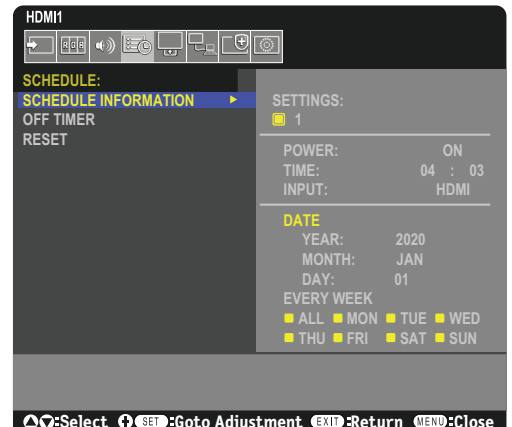 HDMI1
RGB
SCHEDULE:
SCHEDULE INFORMATION
OFF TIMER
RESET
SETTINGS:
1
POWER: ON
TIME: 04 : 03
INPUT: HDMI
DATE
YEAR: 2020
MONTH: JAN
DAY: 01
EVERY WEEK
ALL MON TUE WED
THU FRI SAT SUN
:Select SET:Goto Adjustment EXIT:Return MENU:Close